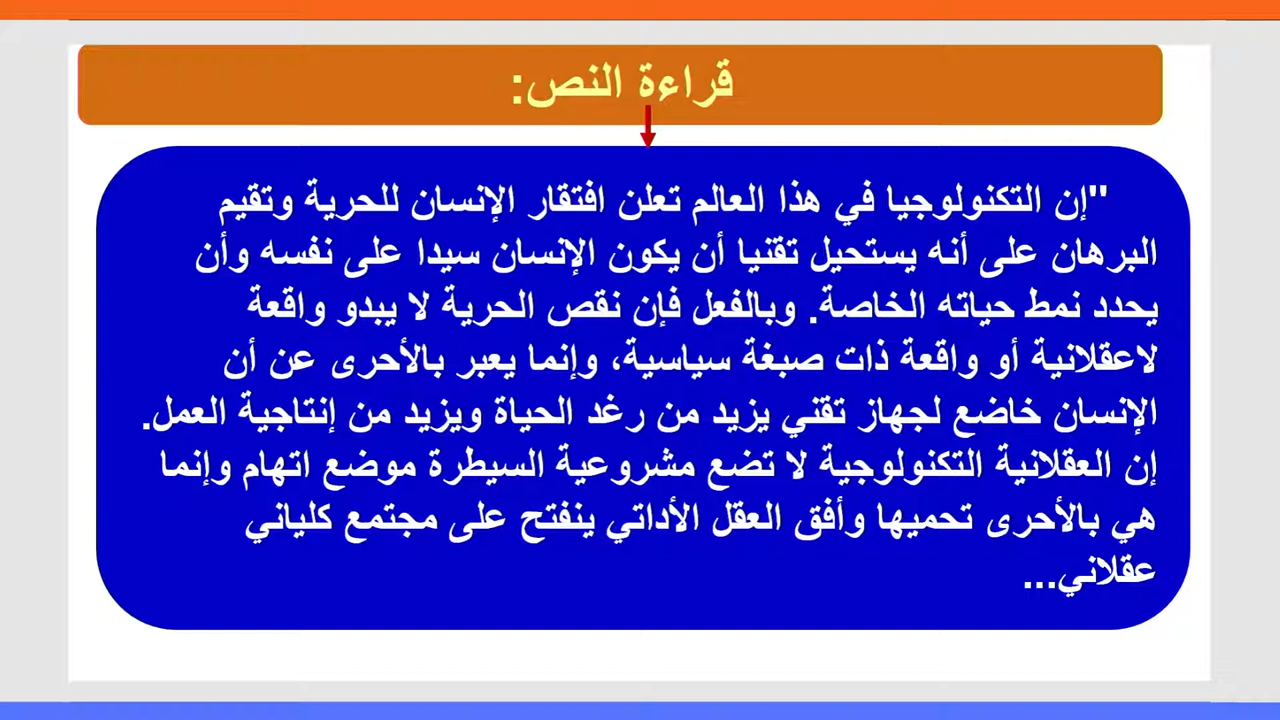 قراءة النص:
"إن التكنولوجيا في هذا العالم تعلن افتقار الإنسان للحرية وتقيم
البرهان على أنه يستحيل تقنيا أن يكون الإنسان سيدا على نفسه وأن
يحدد نمط حياته الخاصة. وبالفعل فإن نقص الحرية لا يبدو واقعة
لاعقلانية أو واقعة ذات صبغة سياسية، وإنما يعبر بالأحرى عن أن
الإنسان خاضع لجهاز تقني يزيد من رغد الحياة ويزيد من إنتاجية العمل.
إن العقلانية التكنولوجية لا تضع مشروعية السيطرة موضع اتهام وإنما
هي بالأحرى تحميها وأفق العقل الأداتي ينفتح على مجتمع كلياني
عقلاني...